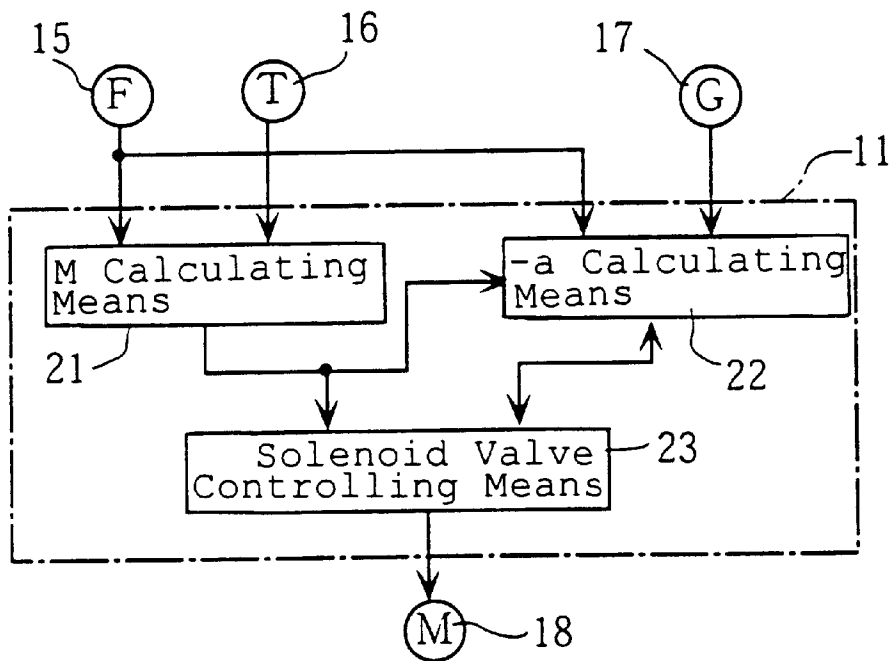 15
16
17
F
T
G
11
M Calculating
Means
-a Calculating
Means
21
22
Solenoid Valve
Controlling Means
23
M
18